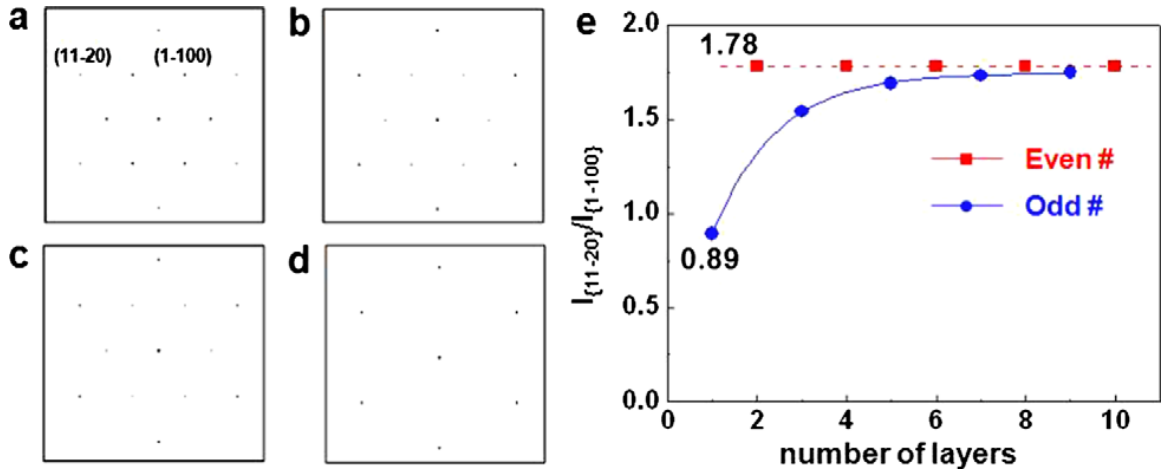 a
(11-20) (1-100)
b
c
d
e
I{11-20}/I{1-100}
2.0
1.5
1.0
0.5
0.0
1.78
0.89
Even #
Odd #
0 2 4 6 8 10
number of layers